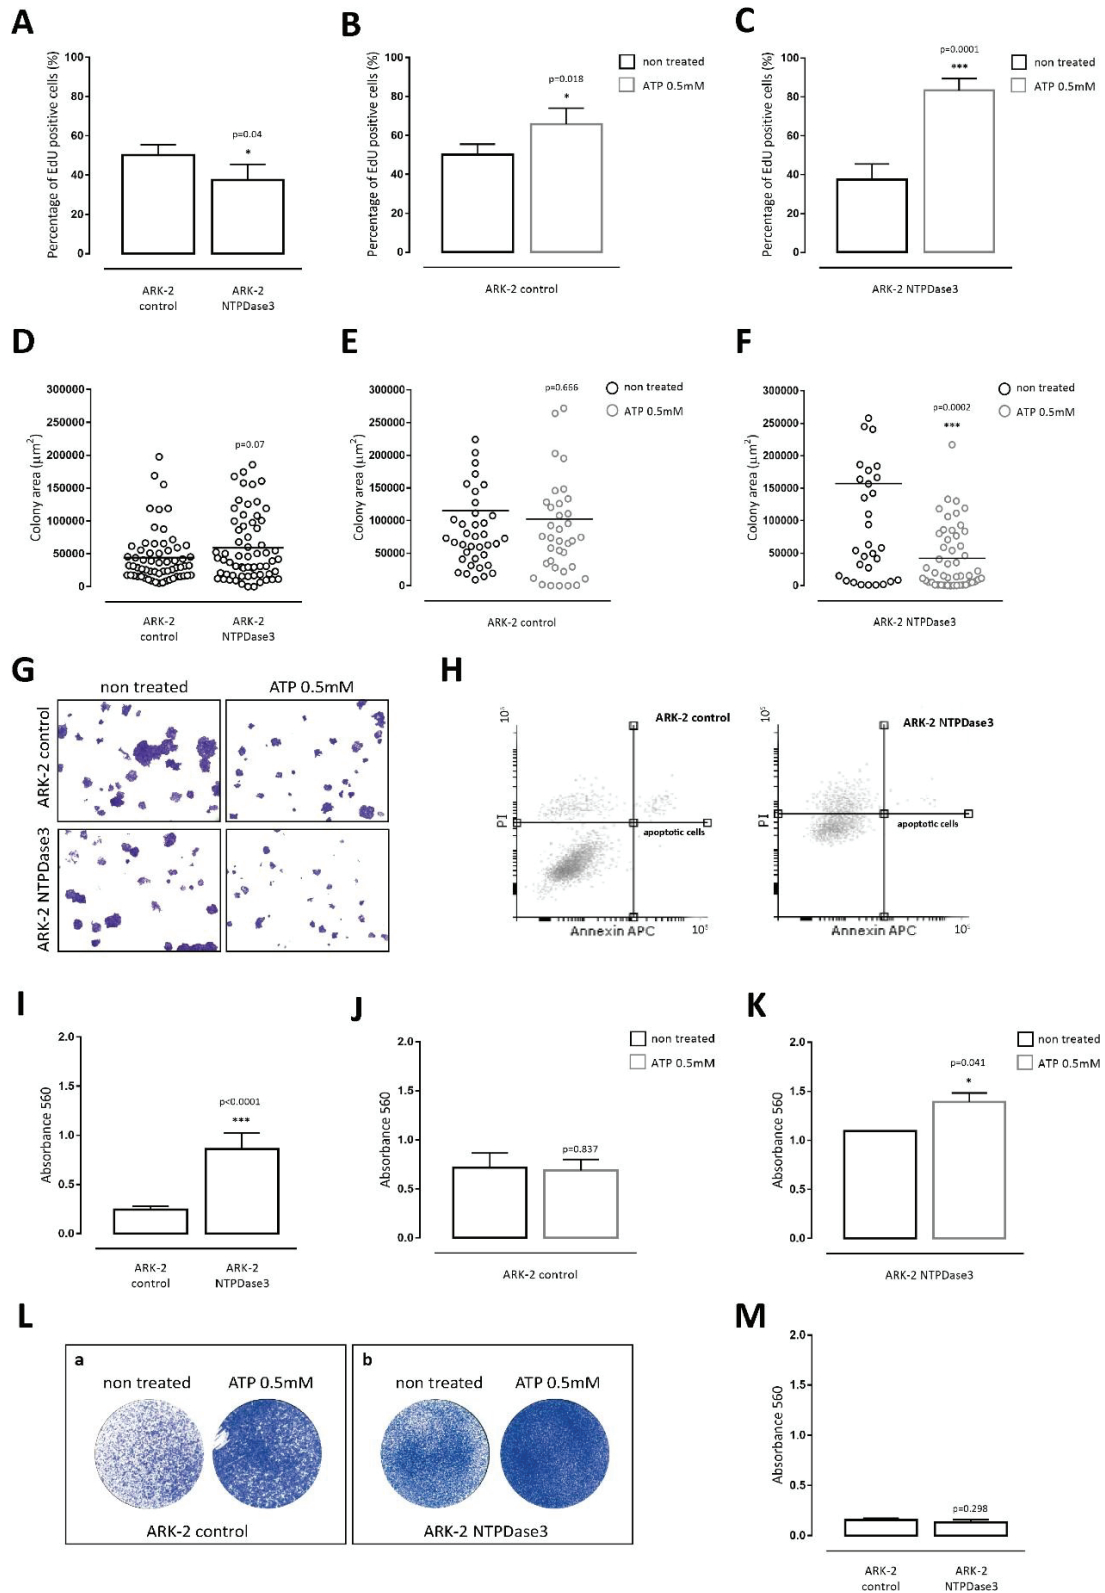 A
Percentage of EdU positive cells (%)
100
80
60
40
20
0
p=0.04
*
ARK-2
control
ARK-2
NTPDase3
B
Percentage of EdU positive cells (%)
100
80
60
40
20
0
p=0.018
*
non treated
ATP 0.5mM
ARK-2 control
C
Percentage of EdU positive cells (%)
100
80
60
40
20
0
p=0.0001
***
non treated
ATP 0.5mM
ARK-2 NTPDase3
D
Colony area (μm²)
300000
250000
200000
150000
100000
50000
0
p=0.07
ARK-2
control
ARK-2
NTPDase3
E
Colony area (μm²)
300000
250000
200000
150000
100000
50000
0
p=0.666
non treated
ATP 0.5mM
ARK-2 control
F
Colony area (μm²)
300000
250000
200000
150000
100000
50000
0
p=0.0002
***
non treated
ATP 0.5mM
ARK-2 NTPDase3
G
non treated
ATP 0.5mM
ARK-2 control
ARK-2 NTPDase3
H
10⁵
ARK-2 control
PI
apoptotic cells
Annexin APC
10⁵
10⁵
ARK-2 NTPDase3
PI
apoptotic cells
Annexin APC
10⁵
I
Absorbance 560
2.0
1.5
1.0
0.5
0.0
p<0.0001
***
ARK-2
control
ARK-2
NTPDase3
J
Absorbance 560
2.0
1.5
1.0
0.5
0.0
p=0.837
non treated
ATP 0.5mM
ARK-2 control
K
Absorbance 560
2.0
1.5
1.0
0.5
0.0
p=0.041
*
non treated
ATP 0.5mM
ARK-2 NTPDase3
L
a
non treated
ATP 0.5mM
ARK-2 control
b
non treated
ATP 0.5mM
ARK-2 NTPDase3
M
Absorbance 560
2.0
1.5
1.0
0.5
0.0
p=0.298
ARK-2
control
ARK-2
NTPDase3